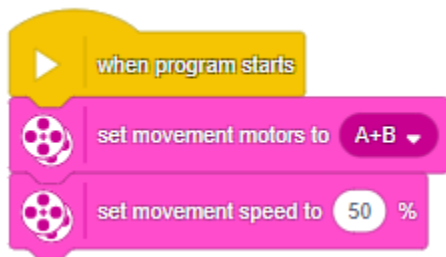 when program starts
set movement motors to A+B
set movement speed to 50 %